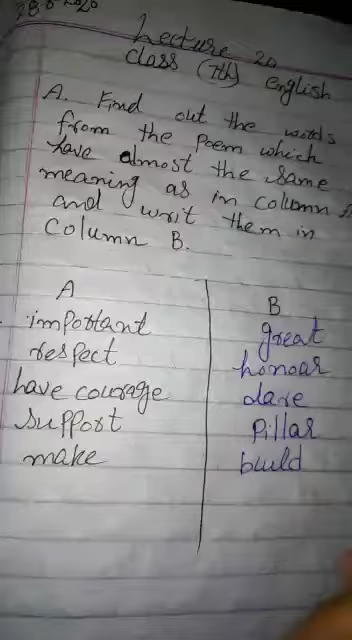 Lecture 20
class (7th) english
A. Find out the words
from the poem which
have almost the same
meaning as in column
and writ them in
column B.
A B
important great
respect honoar
have courage dare
support Pillar
make build